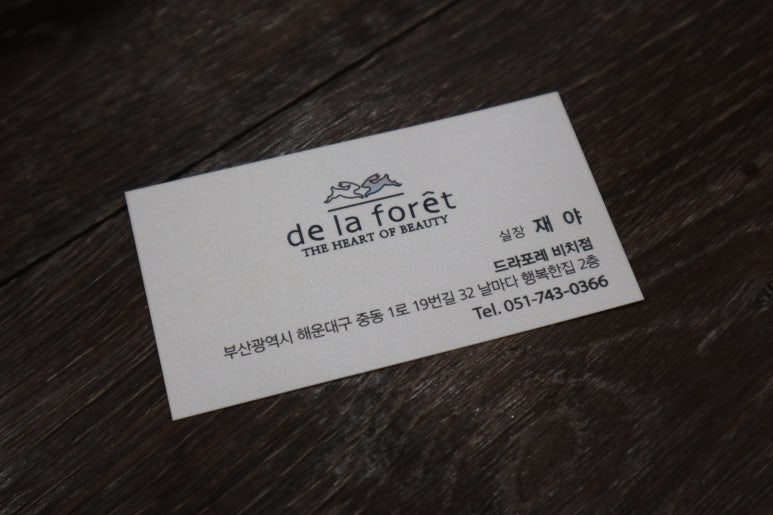 de la forêt
THE HEART OF BEAUTY
실장 재 야
드라포레 비치점
부산광역시 해운대구 중동 1로 19번길 32 날마다 행복한집 2층
Tel. 051-743-0366